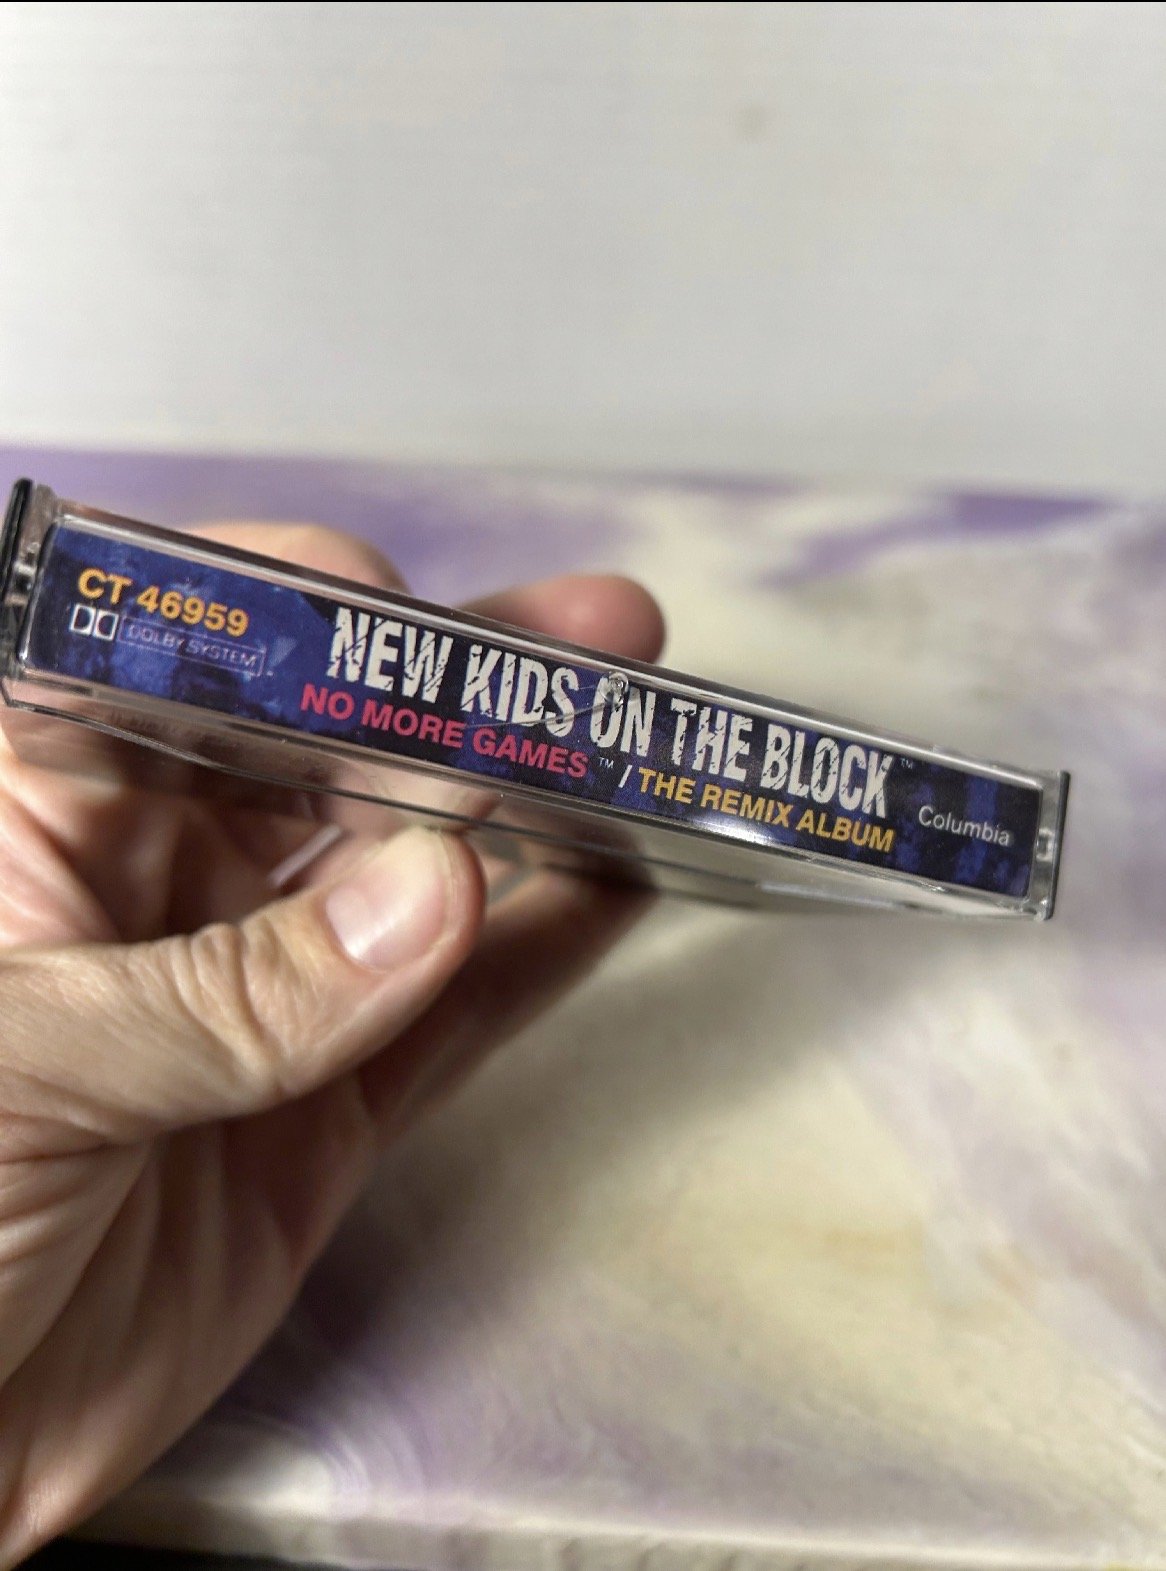 CT 46959
DOLBY SYSTEM
NEW KIDS ON THE BLOCK™
NO MORE GAMES™ / THE REMIX ALBUM
Columbia